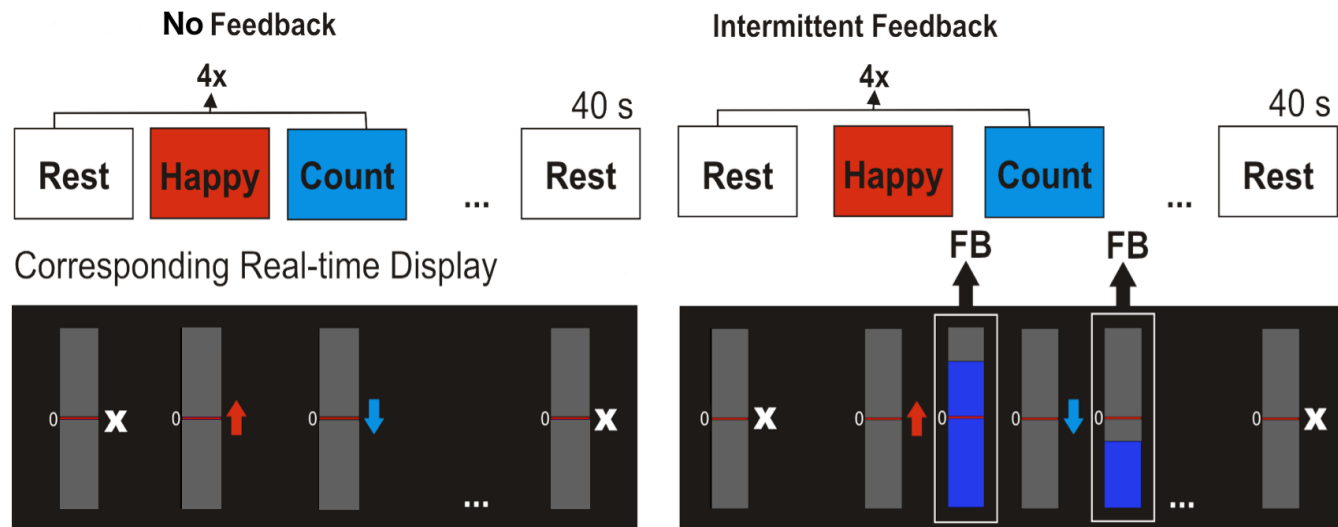 No Feedback
4x
40 s
Rest Happy Count ... Rest
Corresponding Real-time Display
0 X 0 0 ... 0 X
Intermittent Feedback
4x
40 s
Rest Happy Count ... Rest
FB FB
0 X 0 0 0 0 ... 0 X